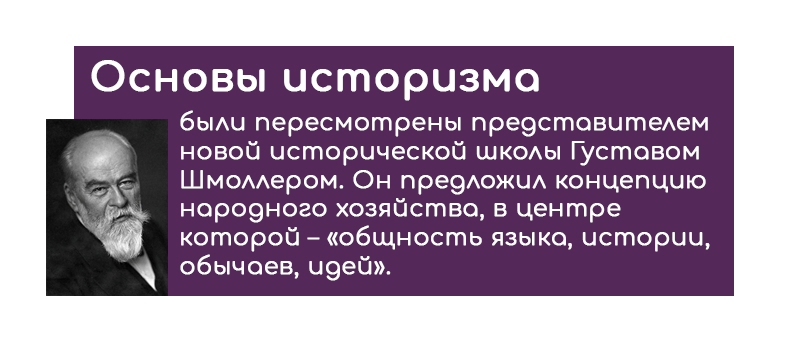 Основы историзма
были пересмотрены представителем
новой исторической школы Густавом
Шмоллером. Он предложил концепцию
народного хозяйства, в центре
которой – «общность языка, истории,
обычаев, идей».